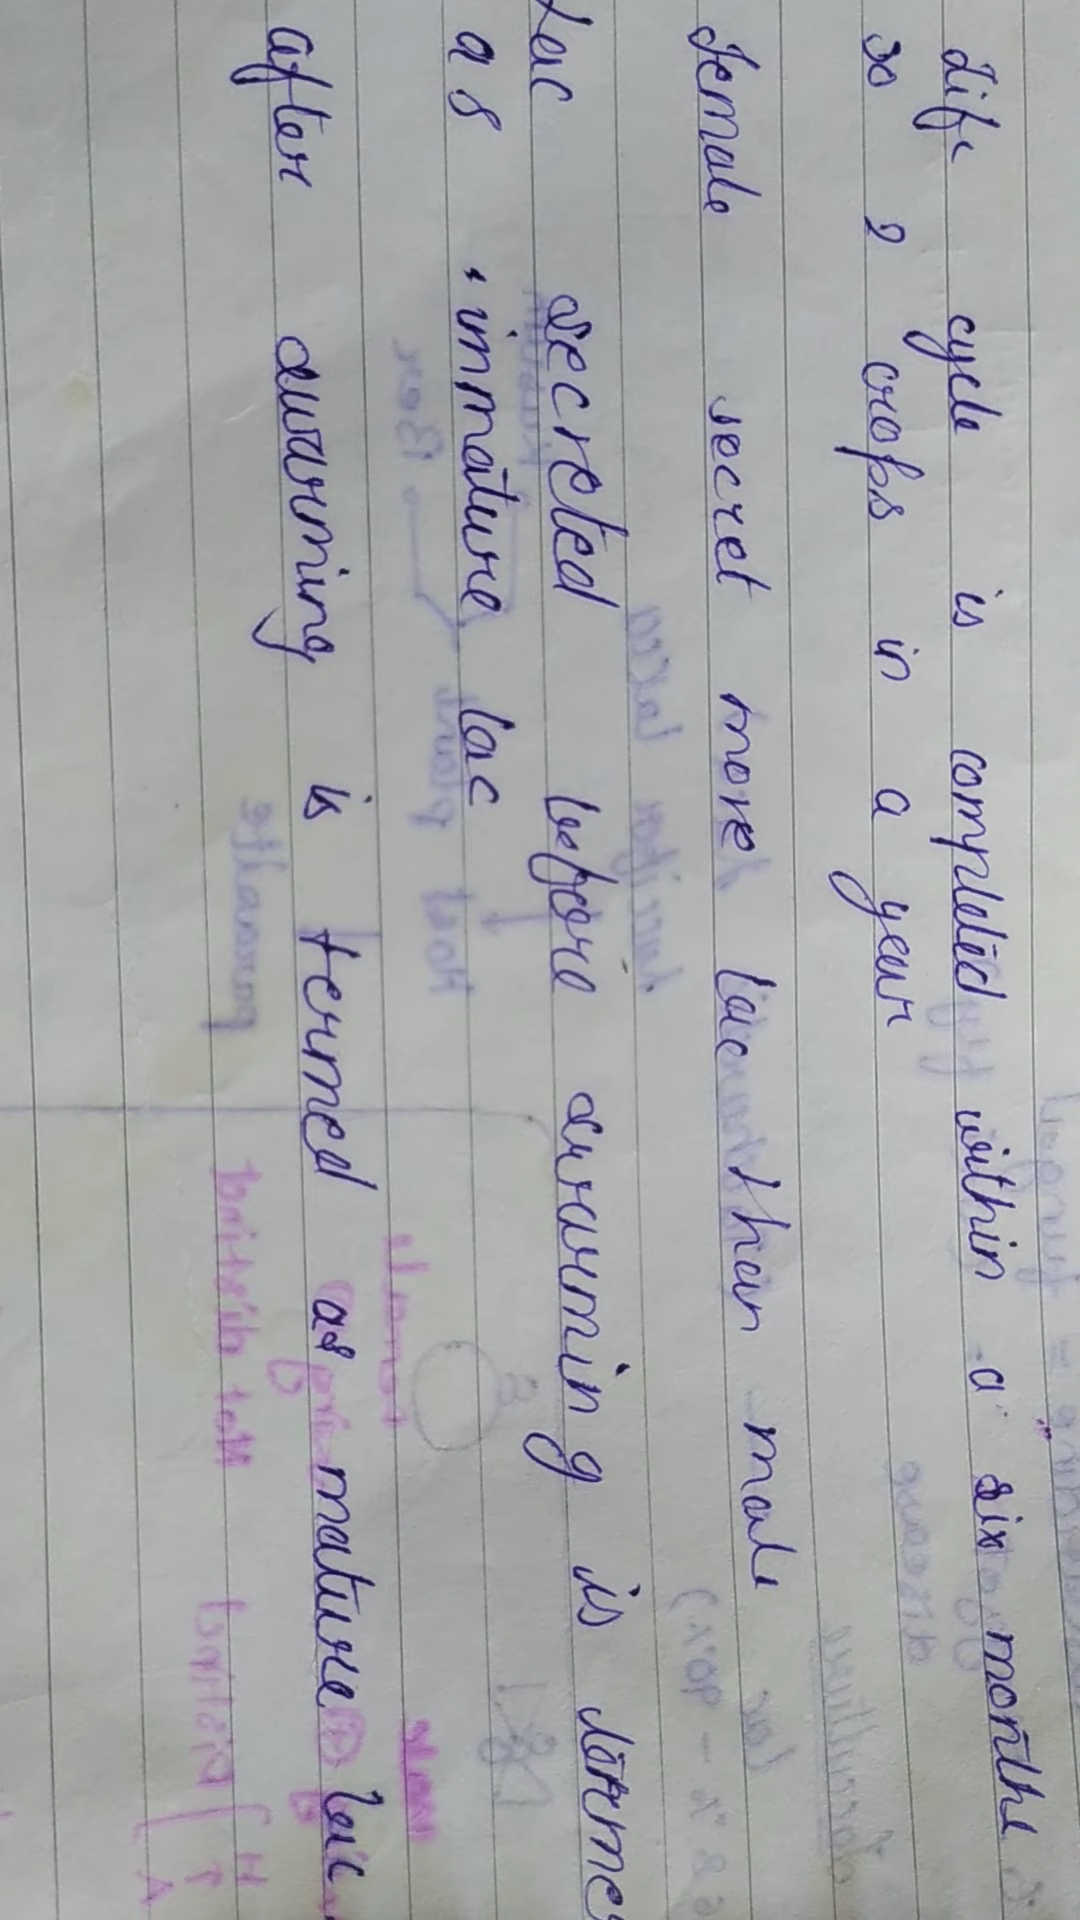 Life cycle is completed within a six months
so 2 crops in a year
Female secret more lac than male
Lac secreted before swarming is terme
as immature lac
after swarming is termed as mature lac